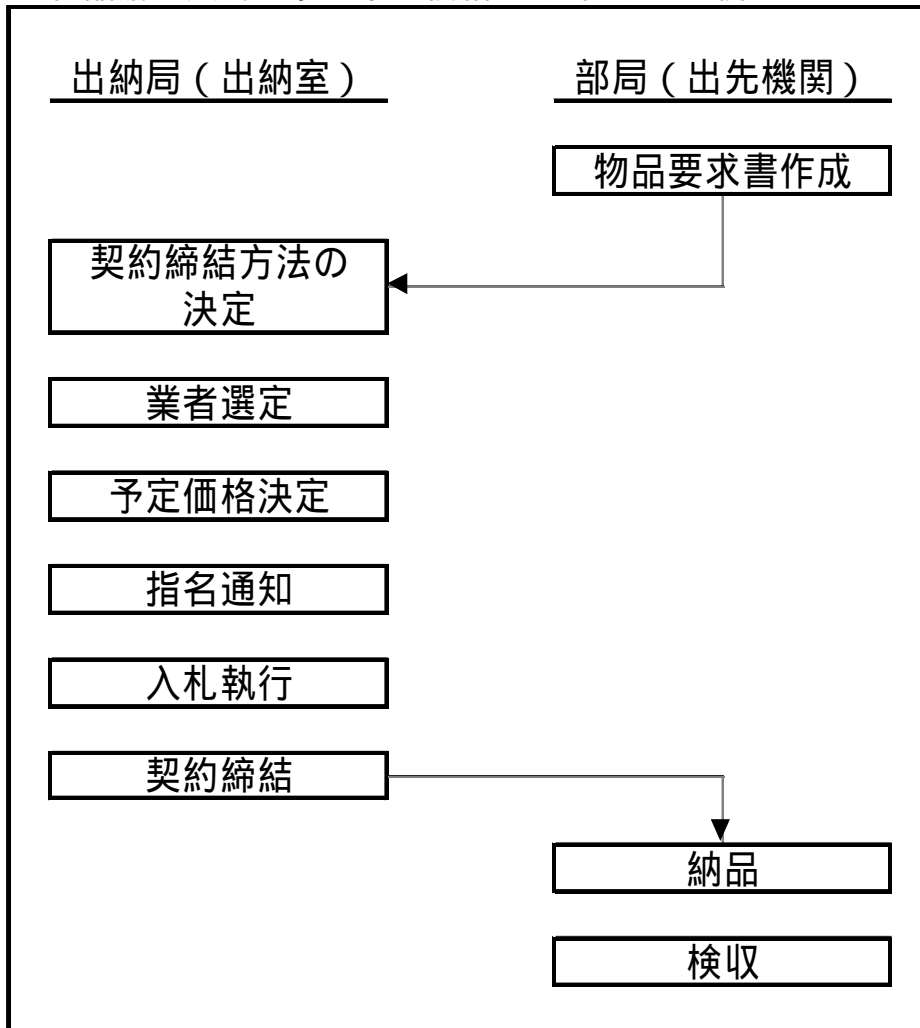 出納局（出納室）
部局（出先機関）
物品要求書作成
契約締結方法の
決定
業者選定
予定価格決定
指名通知
入札執行
契約締結
納品
検収